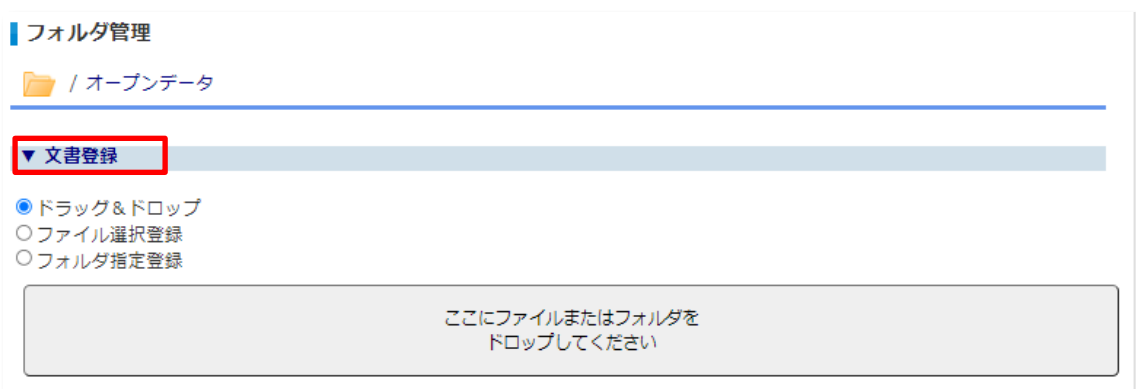 フォルダ管理
/ オープンデータ
▼ 文書登録
ドラッグ&ドロップ
ファイル選択登録
フォルダ指定登録
ここにファイルまたはフォルダを
ドロップしてください